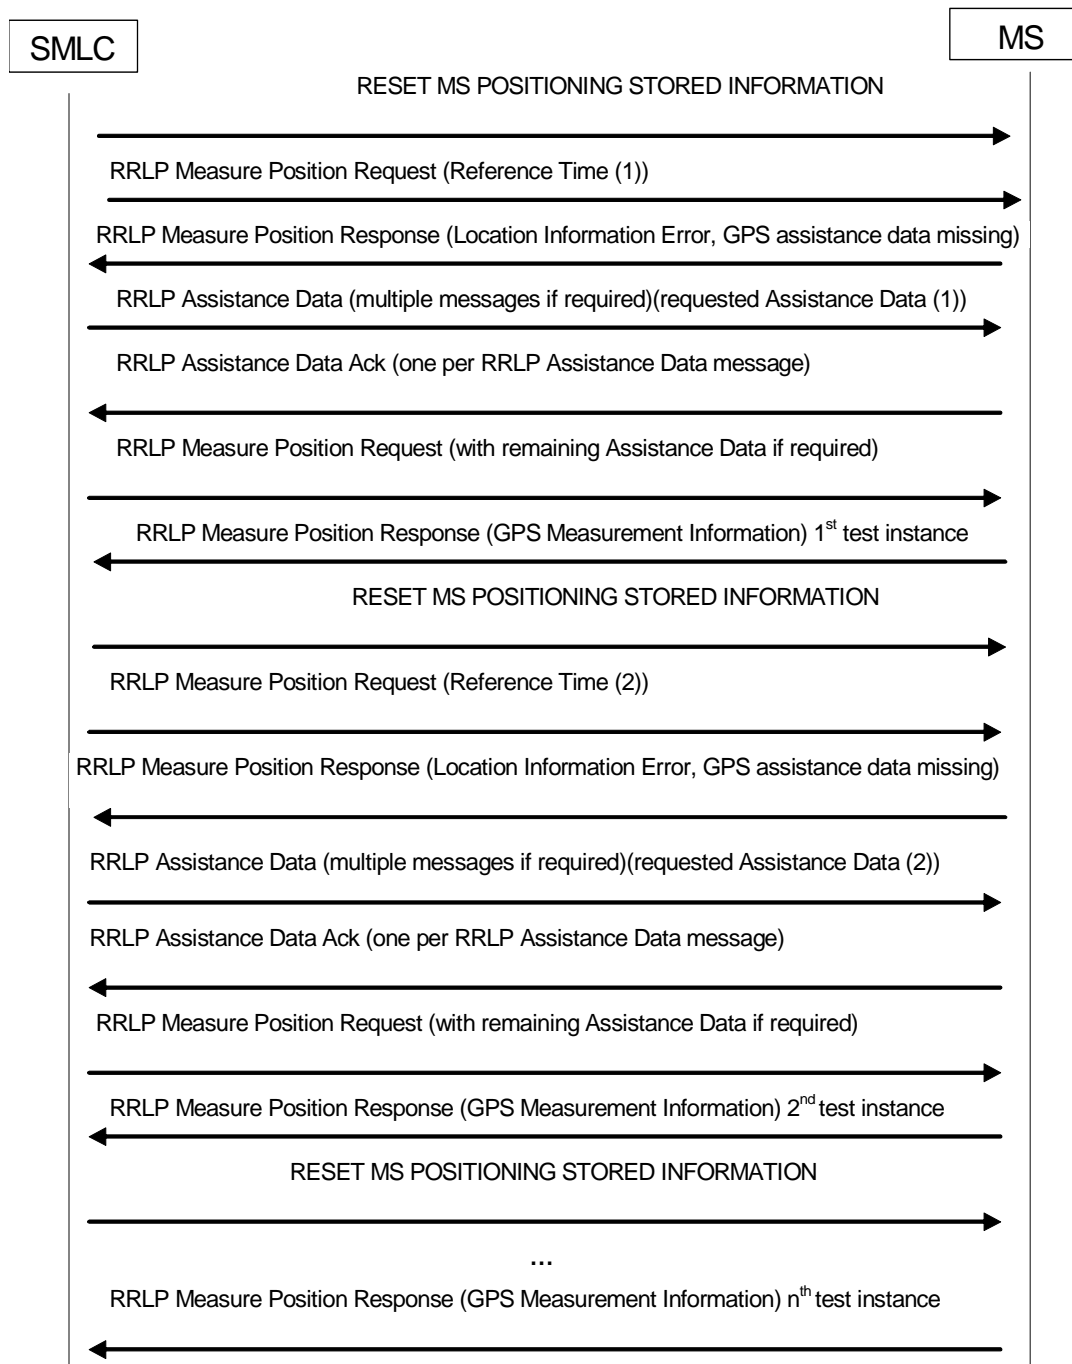 SMLC
MS
RESET MS POSITIONING STORED INFORMATION
RRLP Measure Position Request (Reference Time (1))
RRLP Measure Position Response (Location Information Error, GPS assistance data missing)
RRLP Assistance Data (multiple messages if required)(requested Assistance Data (1))
RRLP Assistance Data Ack (one per RRLP Assistance Data message)
RRLP Measure Position Request (with remaining Assistance Data if required)
RRLP Measure Position Response (GPS Measurement Information) 1st test instance
RESET MS POSITIONING STORED INFORMATION
RRLP Measure Position Request (Reference Time (2))
RRLP Measure Position Response (Location Information Error, GPS assistance data missing)
RRLP Assistance Data (multiple messages if required)(requested Assistance Data (2))
RRLP Assistance Data Ack (one per RRLP Assistance Data message)
RRLP Measure Position Request (with remaining Assistance Data if required)
RRLP Measure Position Response (GPS Measurement Information) 2nd test instance
RESET MS POSITIONING STORED INFORMATION
...
RRLP Measure Position Response (GPS Measurement Information) nth test instance